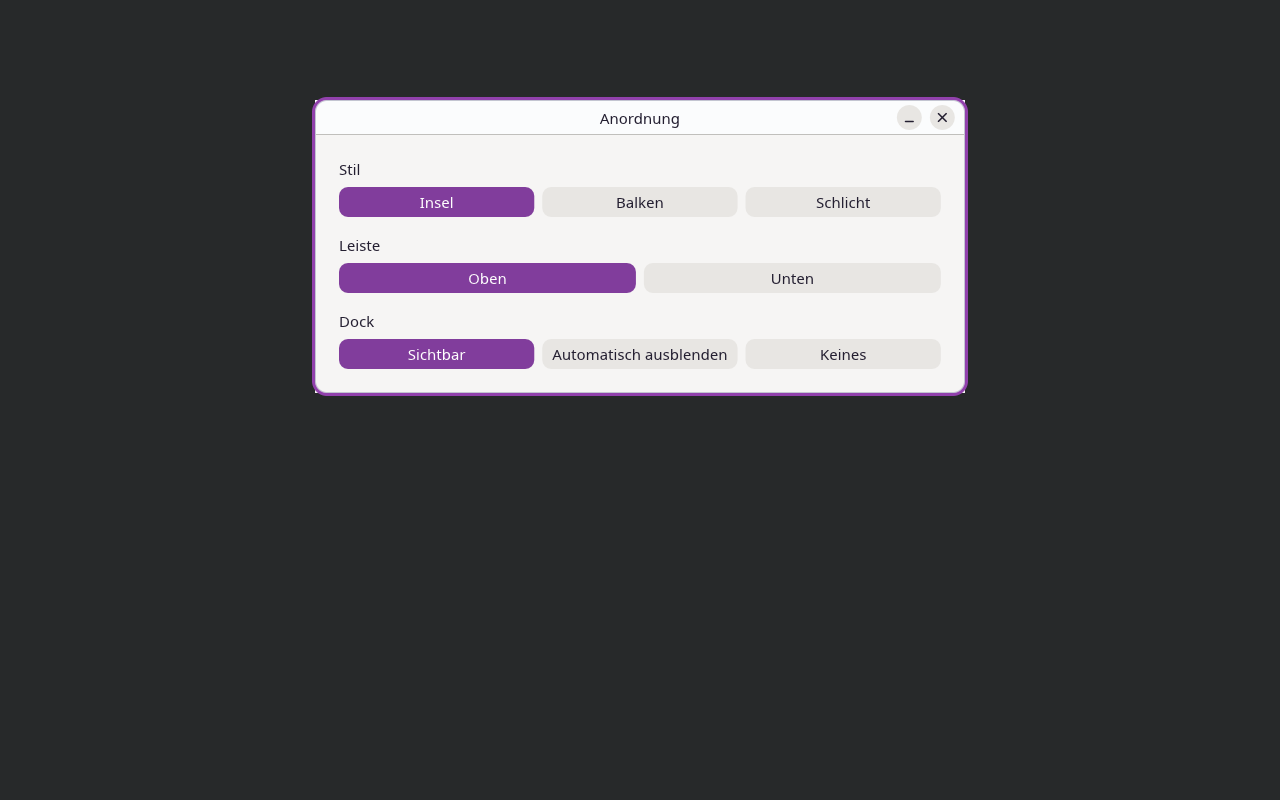 Anordnung
Stil
Insel Balken Schlicht
Leiste
Oben Unten
Dock
Sichtbar Automatisch ausblenden Keines